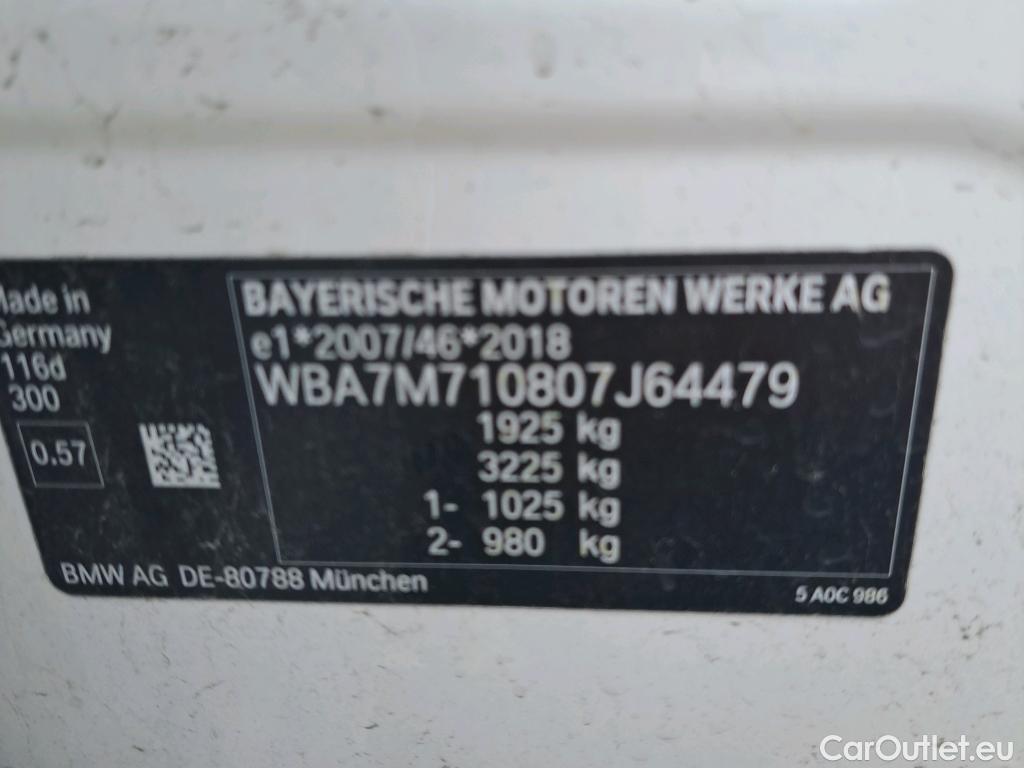 Made in
Germany
116d
300
0.57
BAYERISCHE MOTOREN WERKE AG
e1*2007/46*2018
WBA7M710807J64479
1925 kg
3225 kg
1- 1025 kg
2- 980 kg
BMW AG DE-80788 München
5 A0C 986
CarOutlet.eu